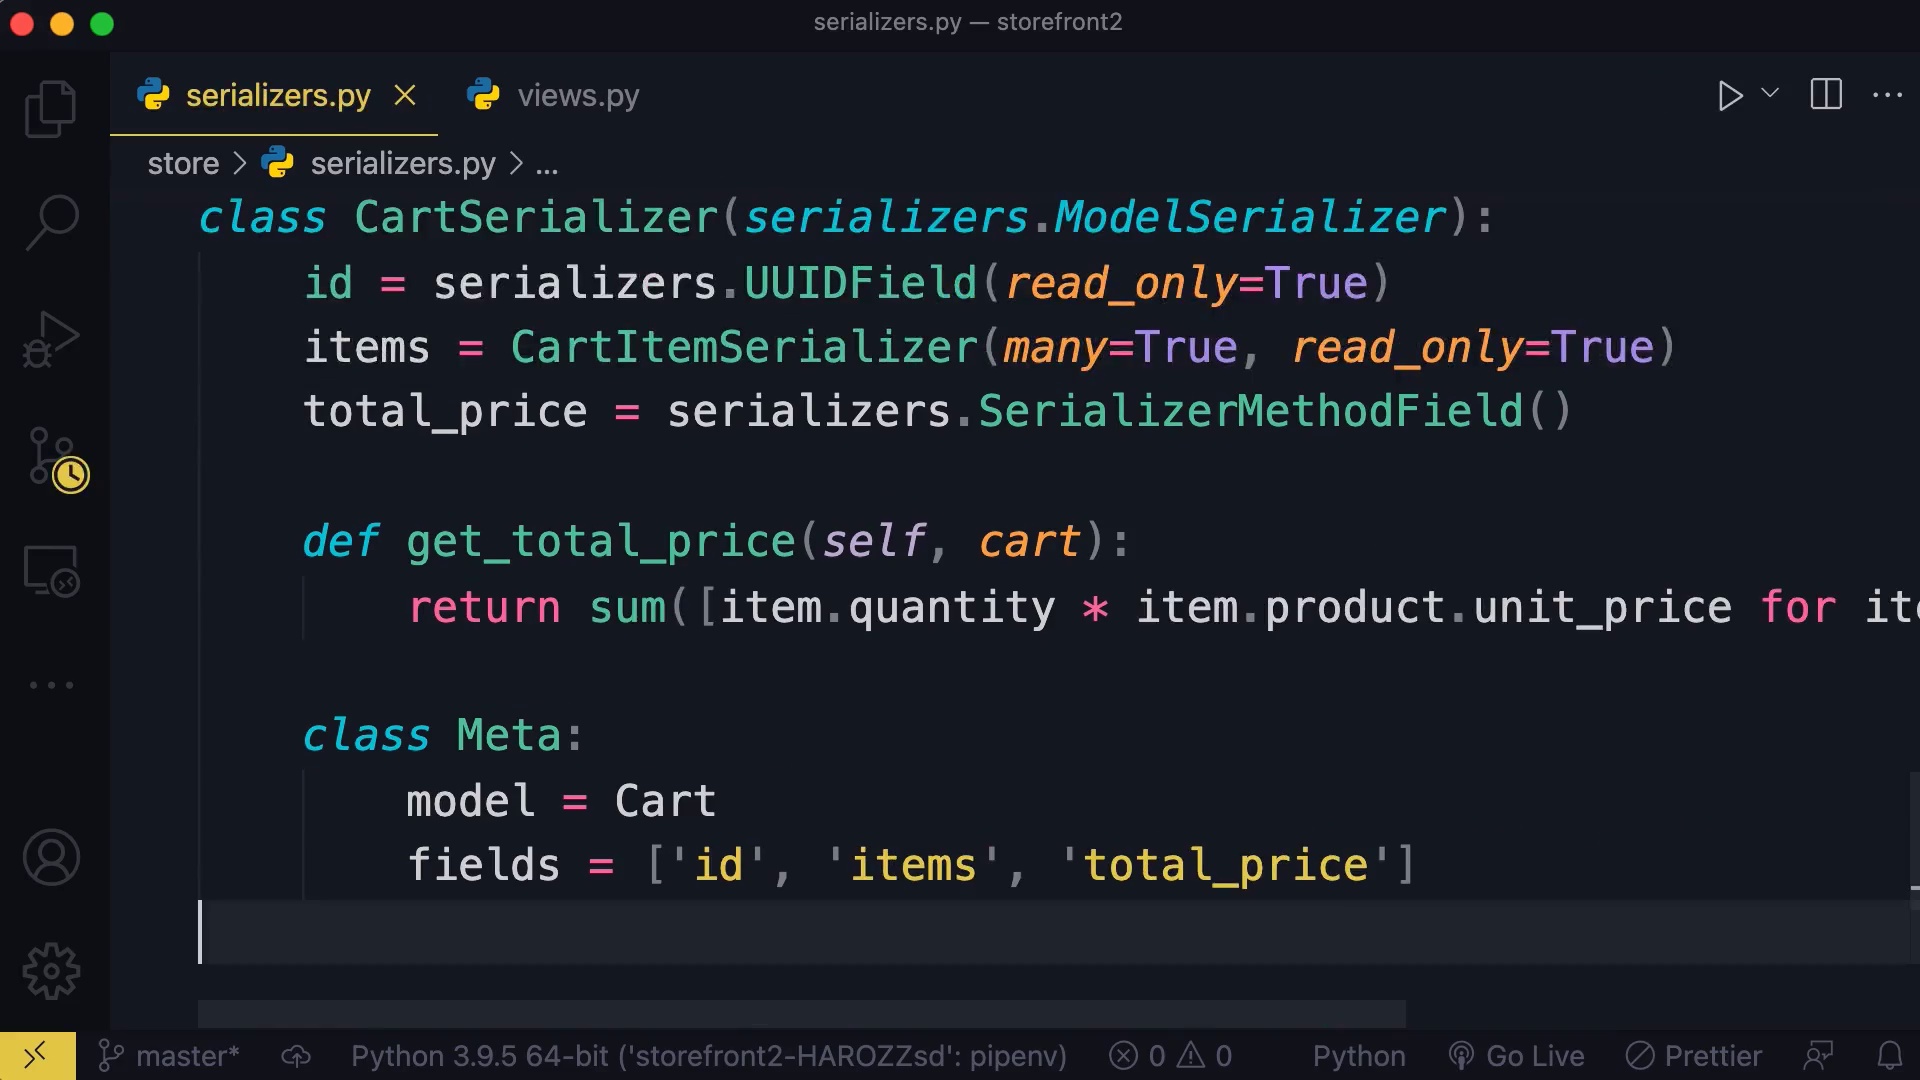 serializers.py — storefront2
serializers.py views.py
store > serializers.py > ...
class CartSerializer(serializers.ModelSerializer):
id = serializers.UUIDField(read_only=True)
items = CartItemSerializer(many=True, read_only=True)
total_price = serializers.SerializerMethodField()
def get_total_price(self, cart):
return sum([item.quantity * item.product.unit_price for
class Meta:
model = Cart
fields = ['id', 'items', 'total_price']
master* Python 3.9.5 64-bit ('storefront2-HAROZZsd': pipenv) 0 0 Python Go Live Prettier